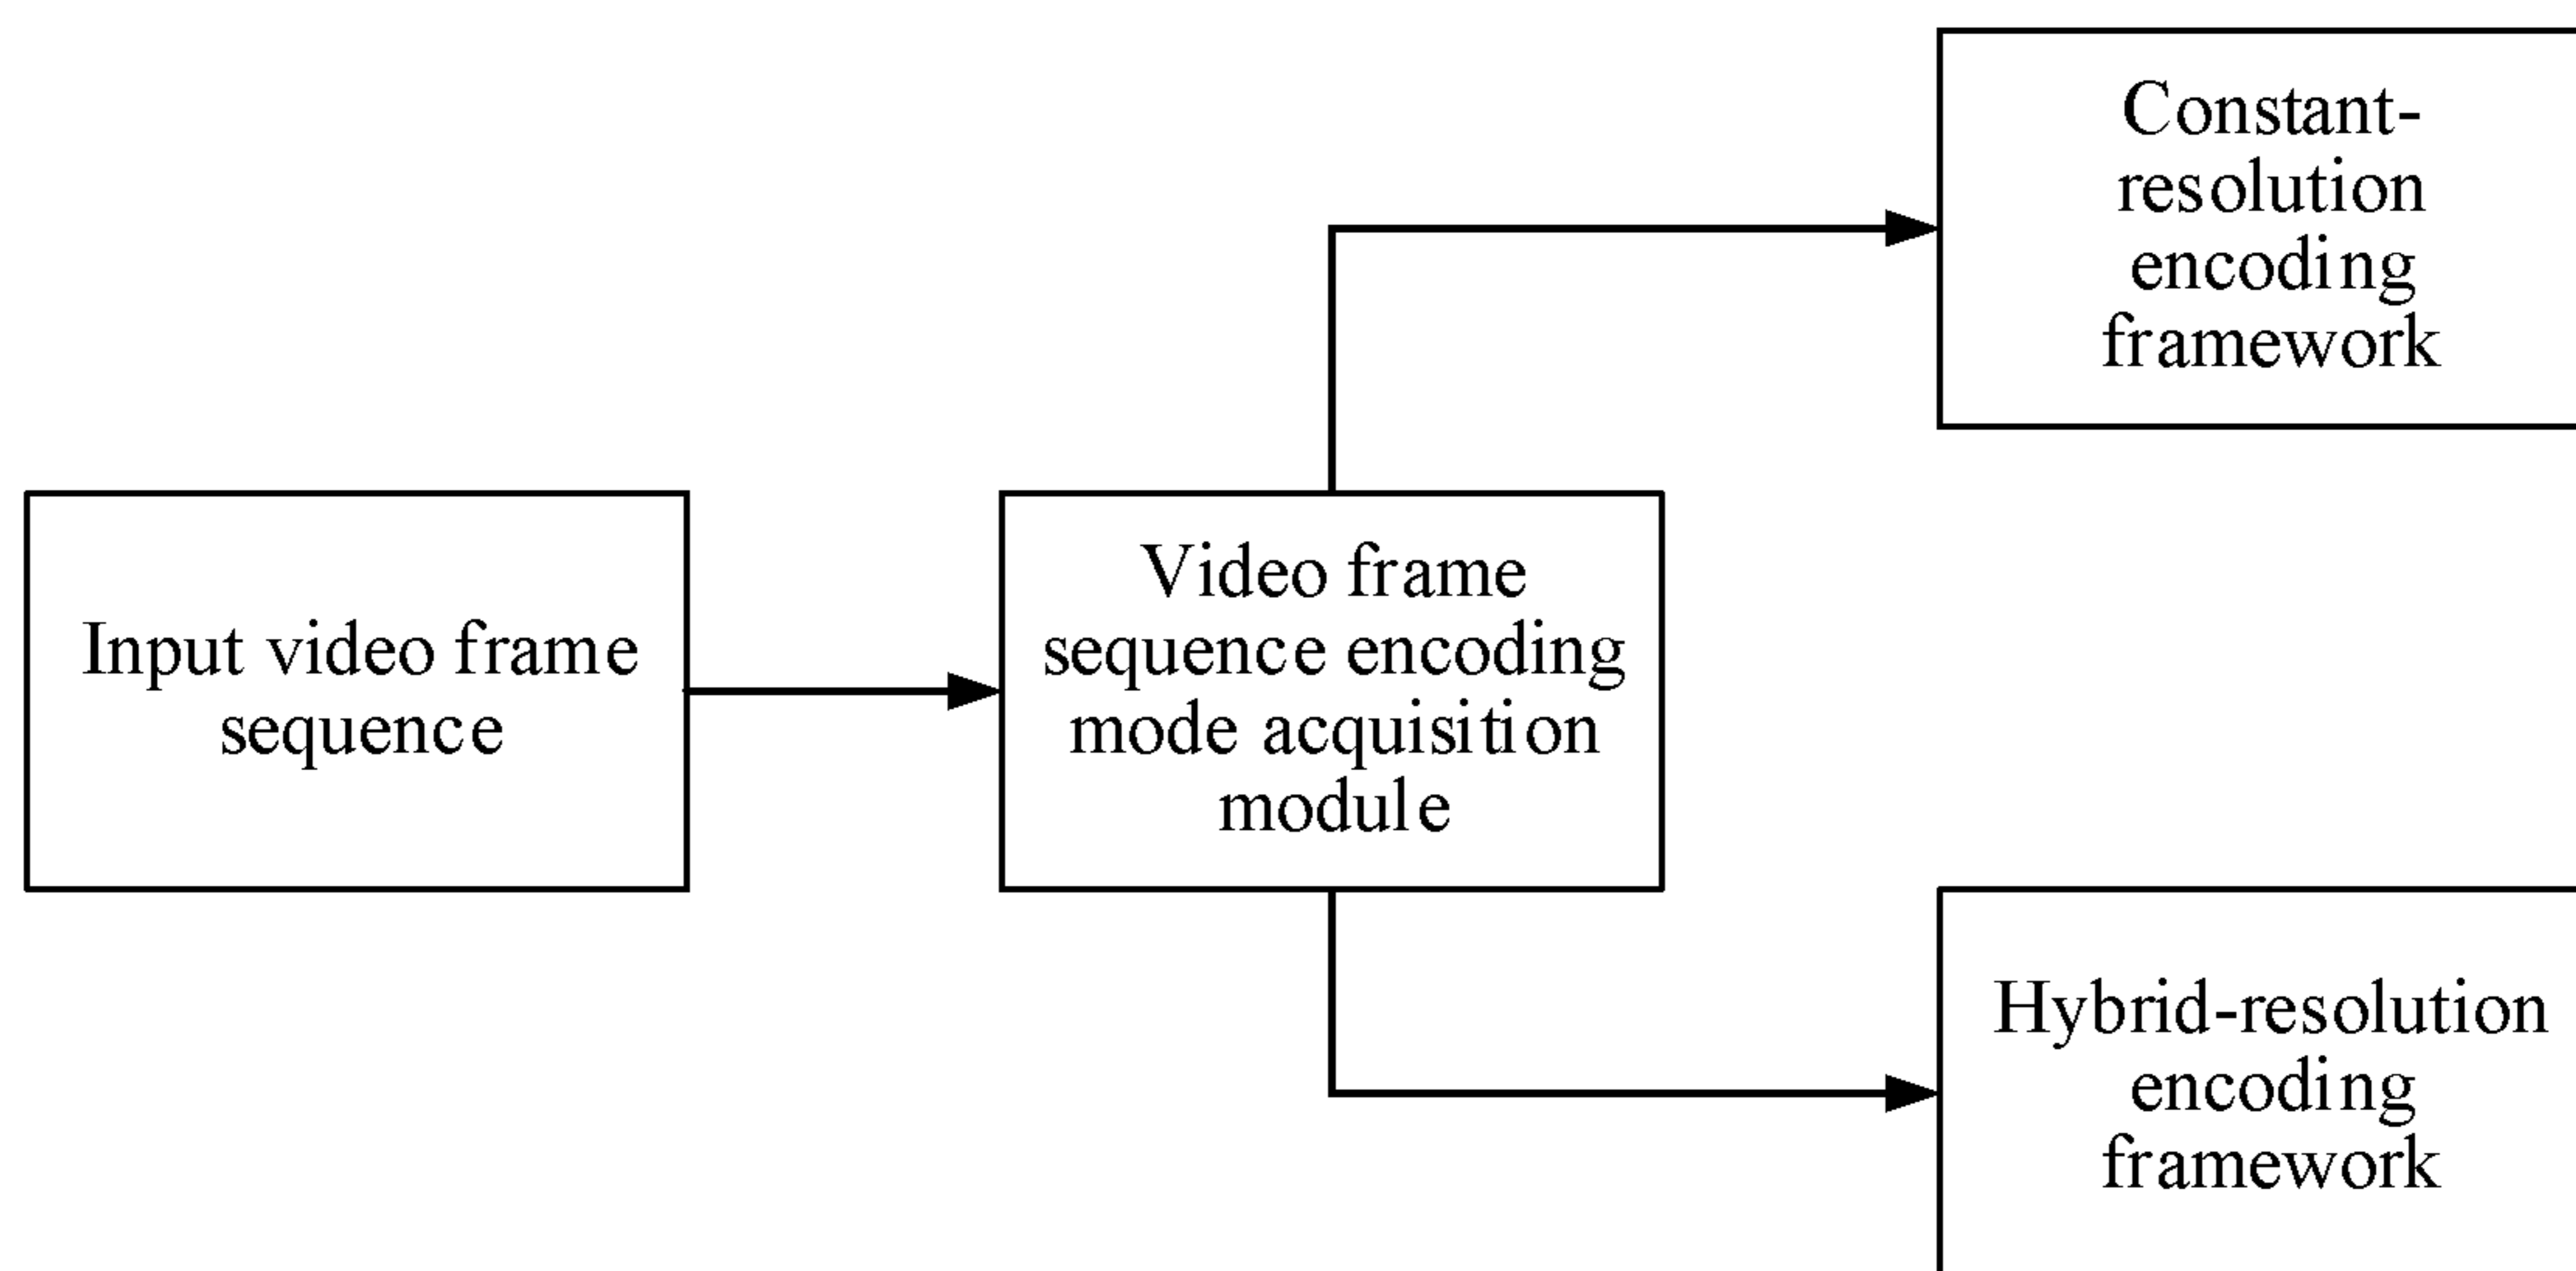 Constant-
resolution
encoding
framework
Input video frame
sequence
Video frame
sequence encoding
mode acquisition
module
Hybrid-resolution
encoding
framework